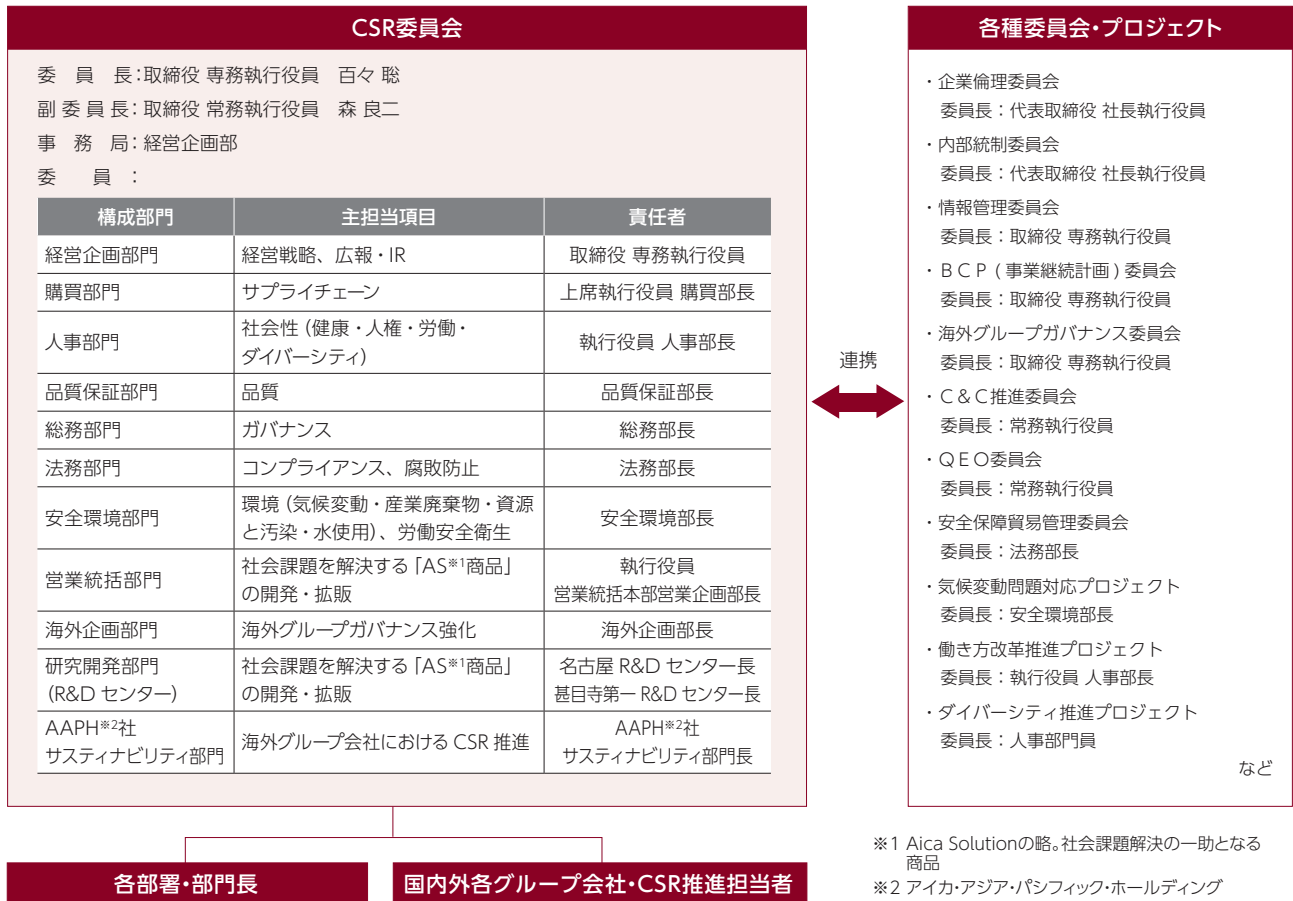 CSR委員会
委員長：取締役 専務執行役員　百々 聡
副委員長：取締役 常務執行役員　森 良二
事務局：経営企画部
委員：
構成部門　主担当項目　責任者
経営企画部門　経営戦略、広報・IR　取締役 専務執行役員
購買部門　サプライチェーン　上席執行役員 購買部長
人事部門　社会性（健康・人権・労働・
ダイバーシティ）　執行役員 人事部長
品質保証部門　品質　品質保証部長
総務部門　ガバナンス　総務部長
法務部門　コンプライアンス、腐敗防止　法務部長
安全環境部門　環境（気候変動・産業廃棄物・資源
と汚染・水使用）、労働安全衛生　安全環境部長
営業統括部門　社会課題を解決する「AS※1商品」
の開発・拡販　執行役員
営業統括本部営業企画部長
海外企画部門　海外グループガバナンス強化　海外企画部長
研究開発部門
（R&D センター）　社会課題を解決する「AS※1商品」
の開発・拡販　名古屋 R&D センター長
甚目寺第一 R&D センター長
AAPH※2社
サスティナビリティ部門　海外グループ会社における CSR 推進　AAPH※2社
サスティナビリティ部門長
連携
各種委員会・プロジェクト
・企業倫理委員会
委員長：代表取締役 社長執行役員
・内部統制委員会
委員長：代表取締役 社長執行役員
・情報管理委員会
委員長：取締役 専務執行役員
・ＢＣＰ(事業継続計画)委員会
委員長：取締役 専務執行役員
・海外グループガバナンス委員会
委員長：取締役 専務執行役員
・Ｃ＆Ｃ推進委員会
委員長：常務執行役員
・ＱＥＯ委員会
委員長：常務執行役員
・安全保障貿易管理委員会
委員長：法務部長
・気候変動問題対応プロジェクト
委員長：安全環境部長
・働き方改革推進プロジェクト
委員長：執行役員 人事部長
・ダイバーシティ推進プロジェクト
委員長：人事部門員
など
各部署・部門長
国内外各グループ会社・CSR推進担当者
※1 Aica Solutionの略。社会課題解決の一助となる
商品
※2 アイカ・アジア・パシフィック・ホールディング